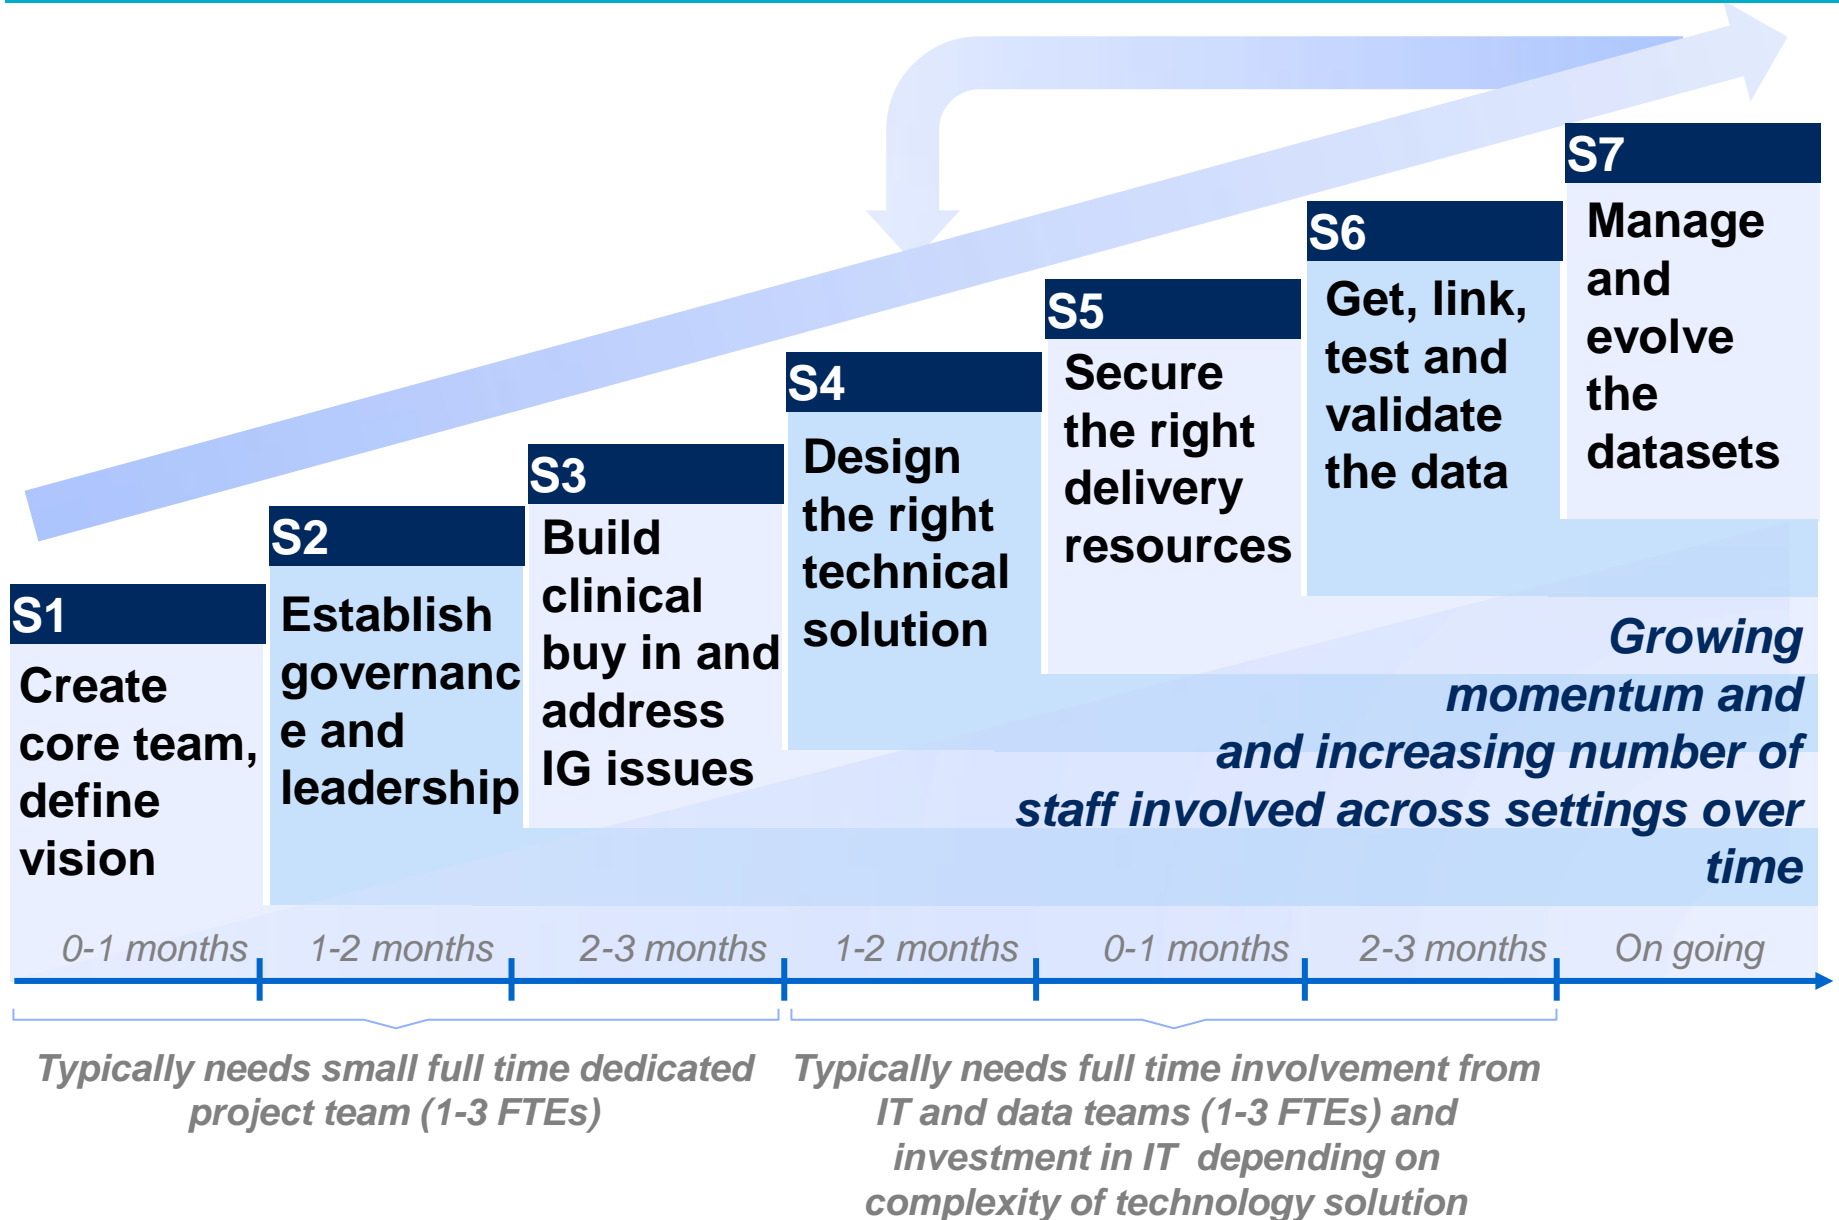 S1
Create
core team,
define
vision
S2
Establish
governanc
e and
leadership
S3
Build
clinical
buy in and
address
IG issues
S4
Design
the right
technical
solution
S5
Secure
the right
delivery
resources
S6
Get, link,
test and
validate
the data
S7
Manage
and
evolve
the
datasets
Growing
momentum and
and increasing number of
staff involved across settings over
time
0-1 months
1-2 months
2-3 months
1-2 months
0-1 months
2-3 months
On going
Typically needs small full time dedicated
project team (1-3 FTEs)
Typically needs full time involvement from
IT and data teams (1-3 FTEs) and
investment in IT depending on
complexity of technology solution